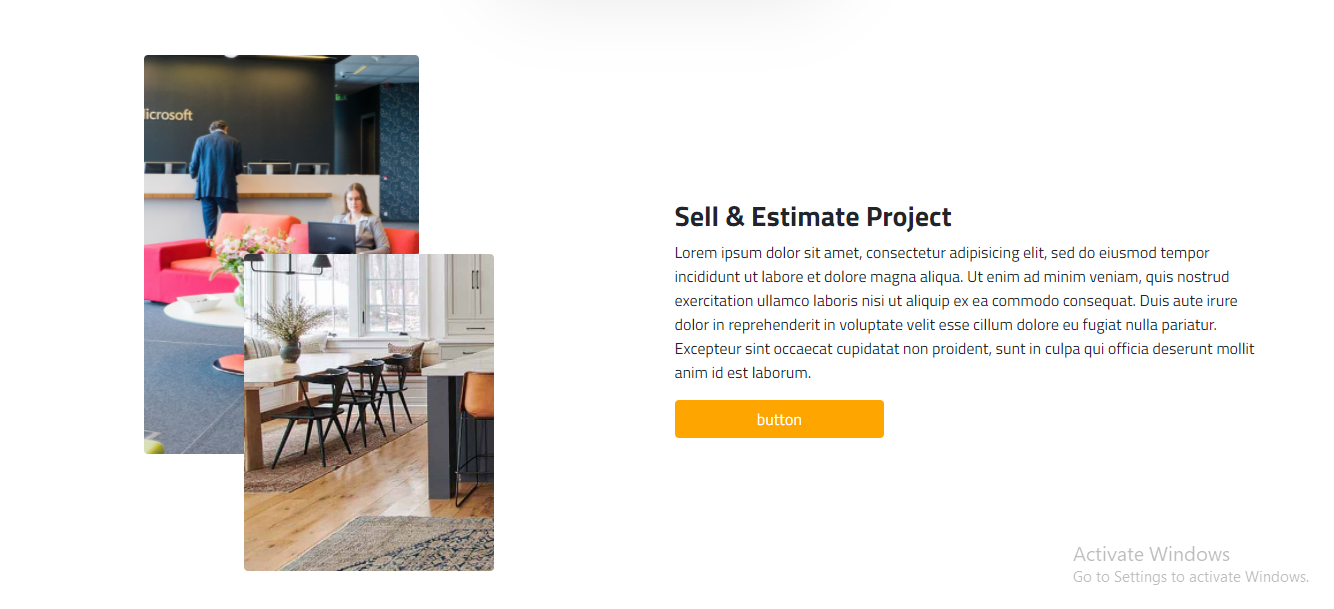 icrosoft
Sell & Estimate Project
Lorem ipsum dolor sit amet, consectetur adipisicing elit, sed do eiusmod tempor
incididunt ut labore et dolore magna aliqua. Ut enim ad minim veniam, quis nostrud
exercitation ullamco laboris nisi ut aliquip ex ea commodo consequat. Duis aute irure
dolor in reprehenderit in voluptate velit esse cillum dolore eu fugiat nulla pariatur.
Excepteur sint occaecat cupidatat non proident, sunt in culpa qui officia deserunt mollit
anim id est laborum.
button
Activate Windows
Go to Settings to activate Windows.